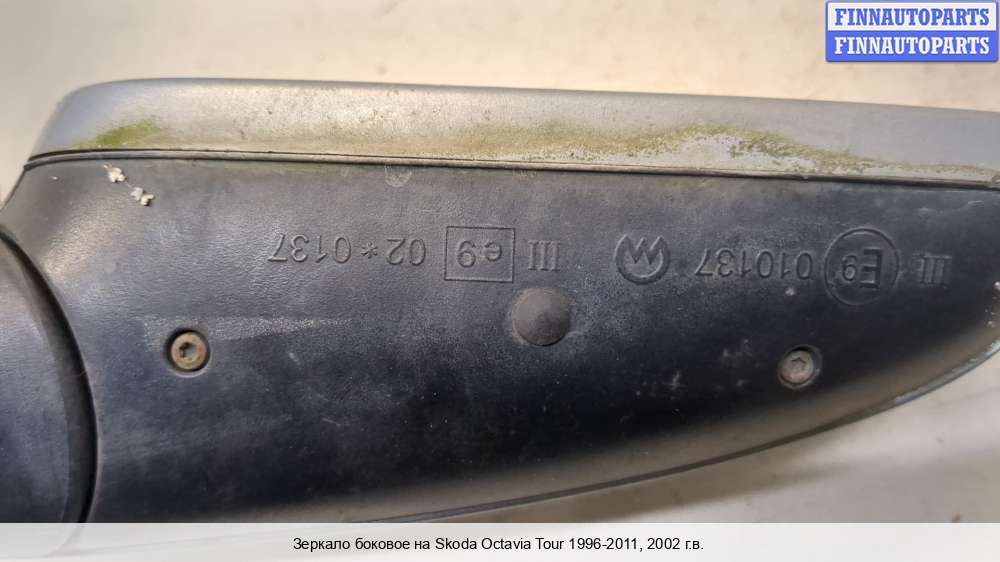 FINNAUTOPARTS
FINNAUTOPARTS
III E9 010137 III e9 02*0137
Зеркало боковое на Skoda Octavia Tour 1996-2011, 2002 г.в.